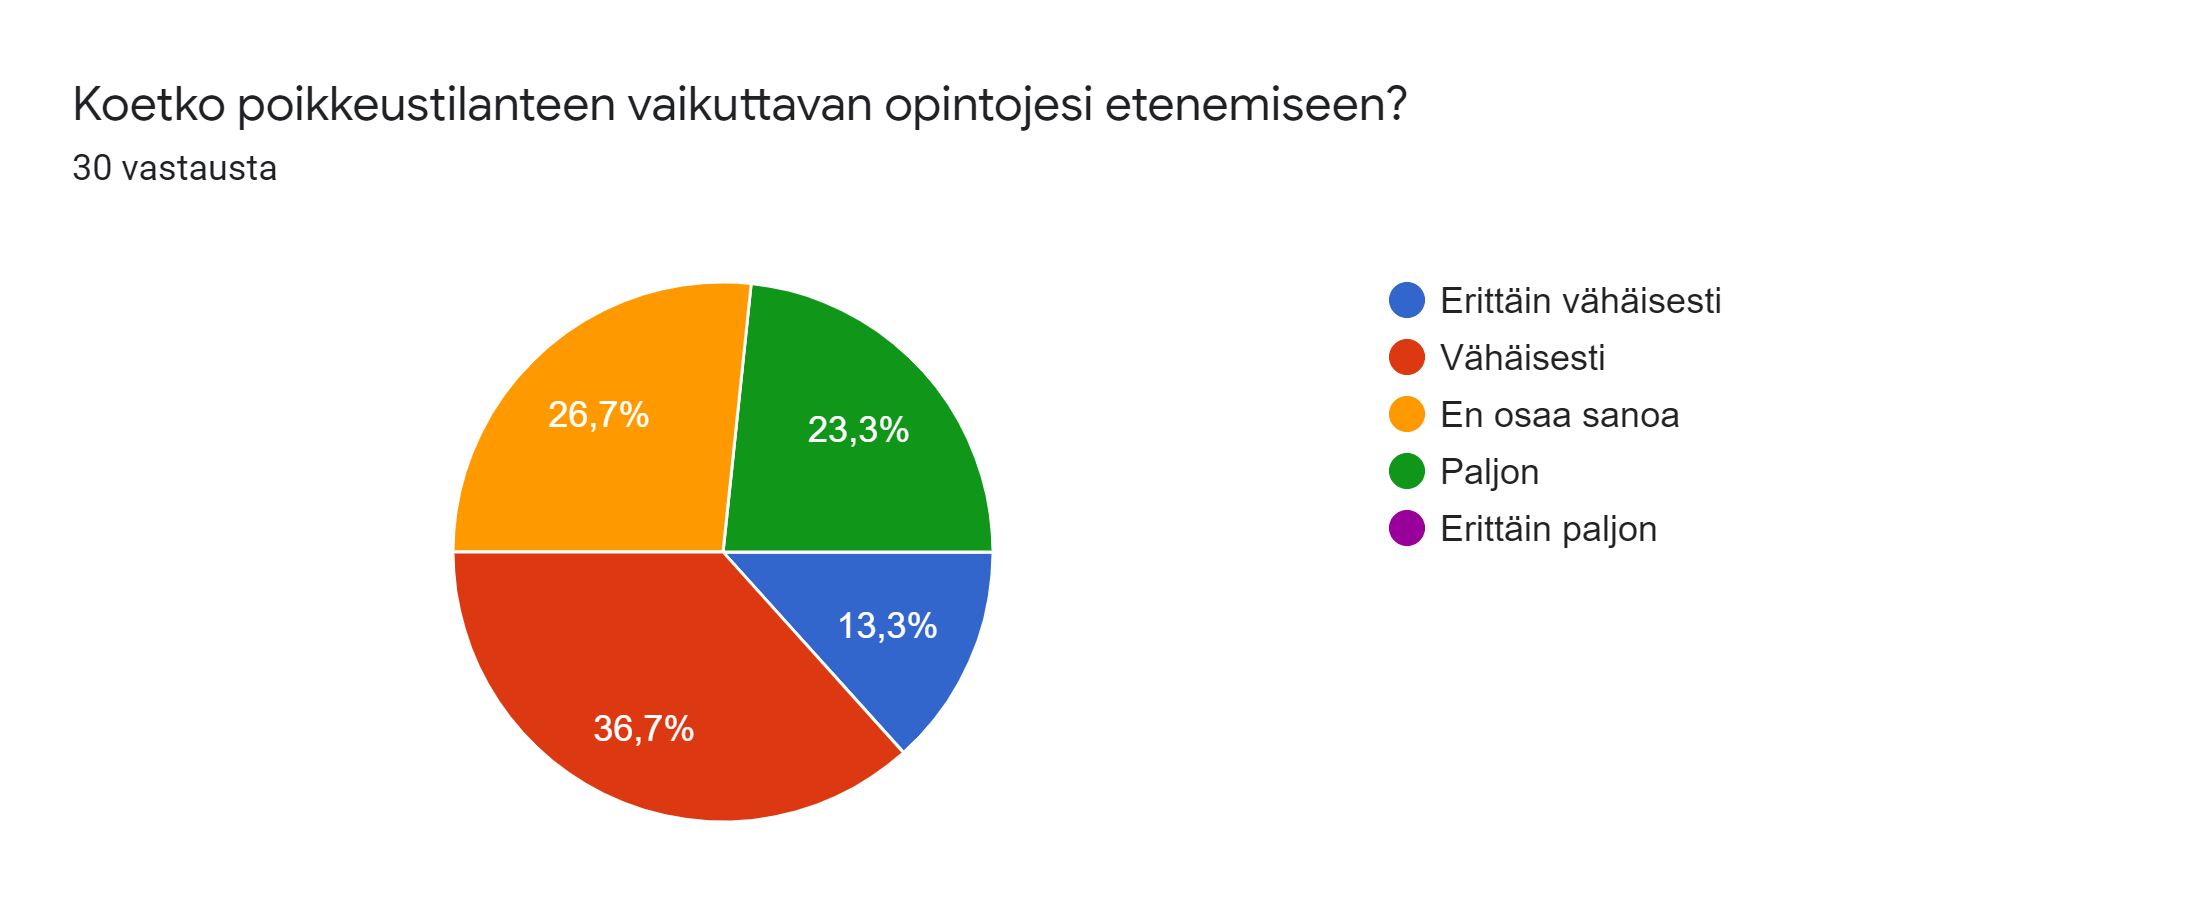 Koetko poikkeustilanteen vaikuttavan opintojesi etenemiseen?
30 vastausta
26,7%
23,3%
13,3%
36,7%
Erittäin vähäisesti
Vähäisesti
En osaa sanoa
Paljon
Erittäin paljon